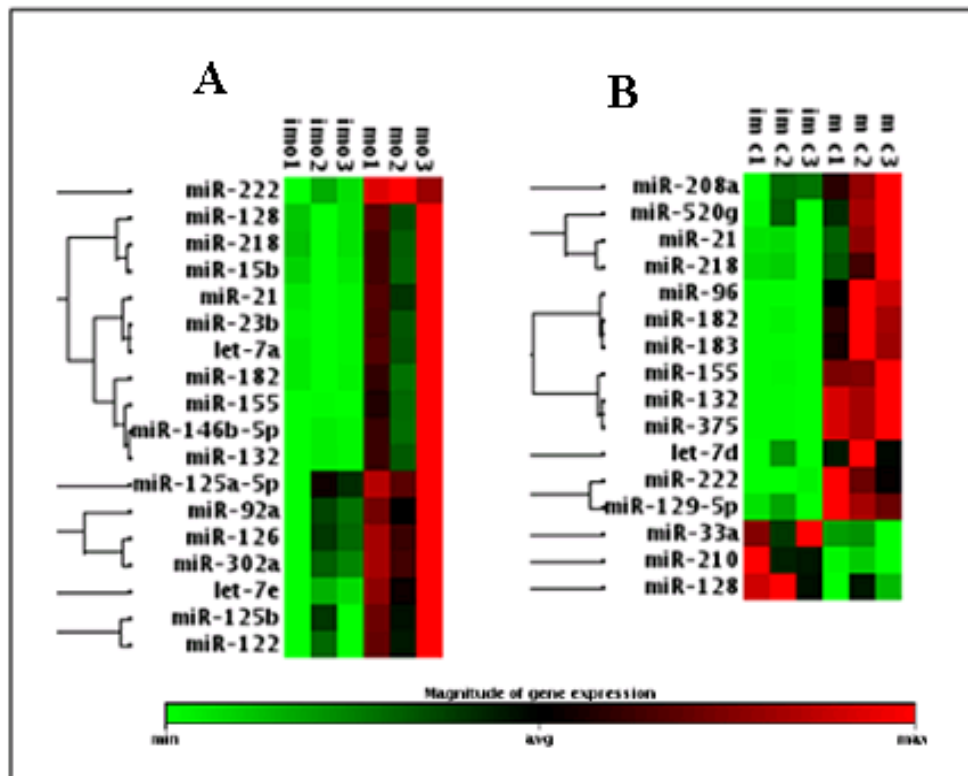 A
imo1 imo2 imo3 mo1 mo2 mo3
miR-222
miR-128
miR-218
miR-15b
miR-21
miR-23b
let-7a
miR-182
miR-155
miR-146b-5p
miR-132
miR-125a-5p
miR-92a
miR-126
miR-302a
let-7e
miR-125b
miR-122
B
im c1 im c2 im c3 m c1 m c2 m c3
miR-208a
miR-520g
miR-21
miR-218
miR-96
miR-182
miR-183
miR-155
miR-132
miR-375
let-7d
miR-222
miR-129-5p
miR-33a
miR-210
miR-128
Magnitude of gene expression
min avg max